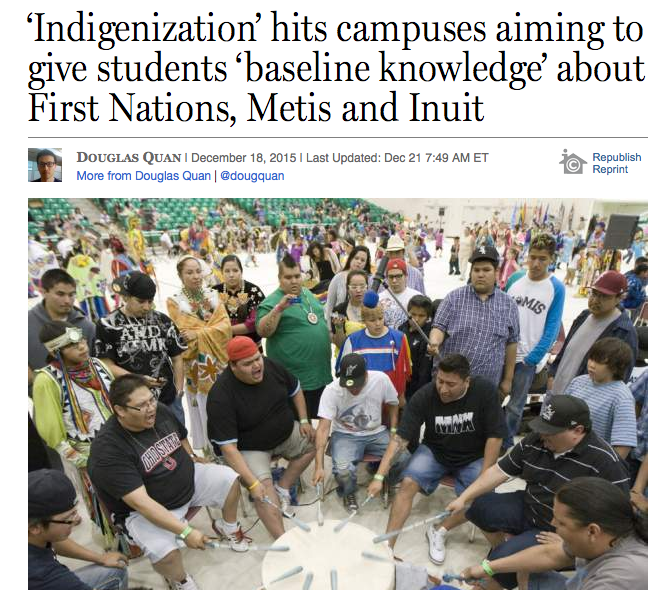 ‘Indigenization’ hits campuses aiming to
give students ‘baseline knowledge’ about
First Nations, Metis and Inuit
DOUGLAS QUAN | December 18, 2015 | Last Updated: Dec 21 7:49 AM ET
More from Douglas Quan | @dougquan
Republish
Reprint
OHIO STATE